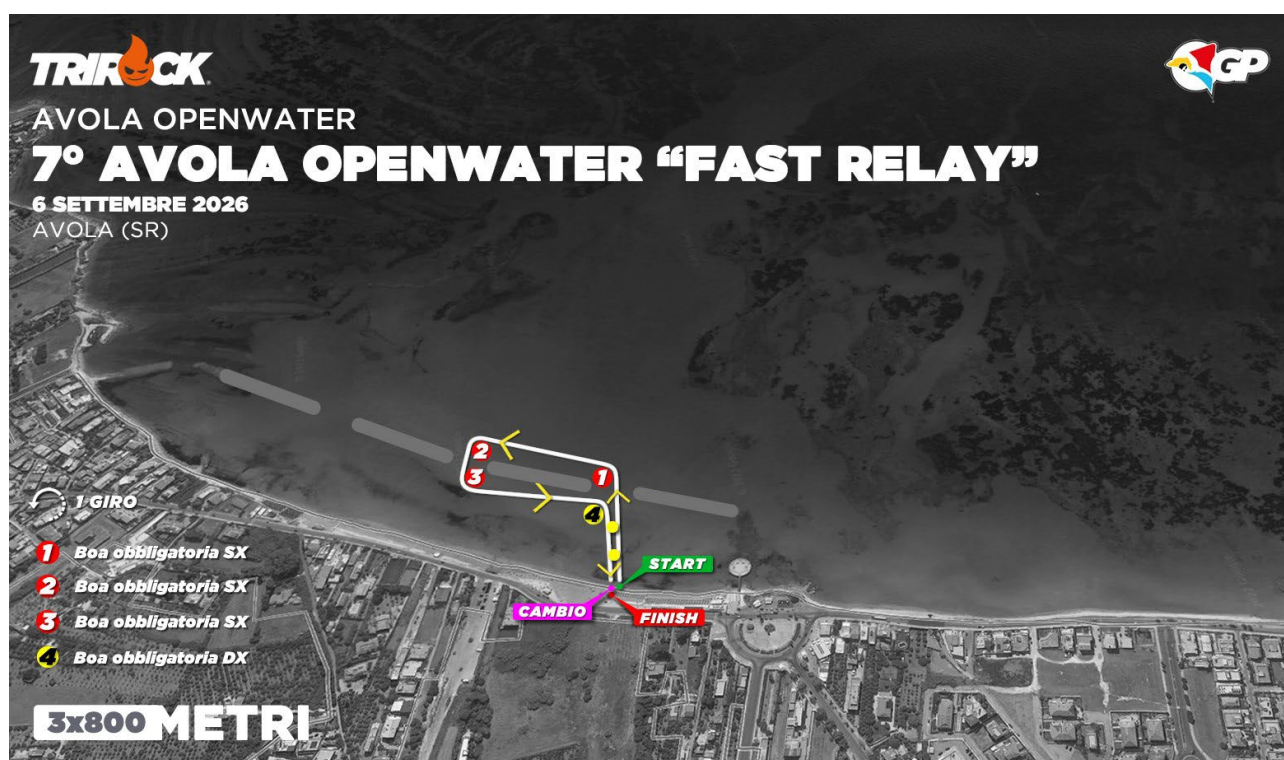 TRIROCK
GP
AVOLA OPENWATER
7° AVOLA OPENWATER “FAST RELAY”
6 SETTEMBRE 2026
AVOLA (SR)
2
3
1
4
1 GIRO
1 Boa obbligatoria SX
2 Boa obbligatoria SX
3 Boa obbligatoria SX
4 Boa obbligatoria DX
START
CAMBIO
FINISH
3x800 METRI